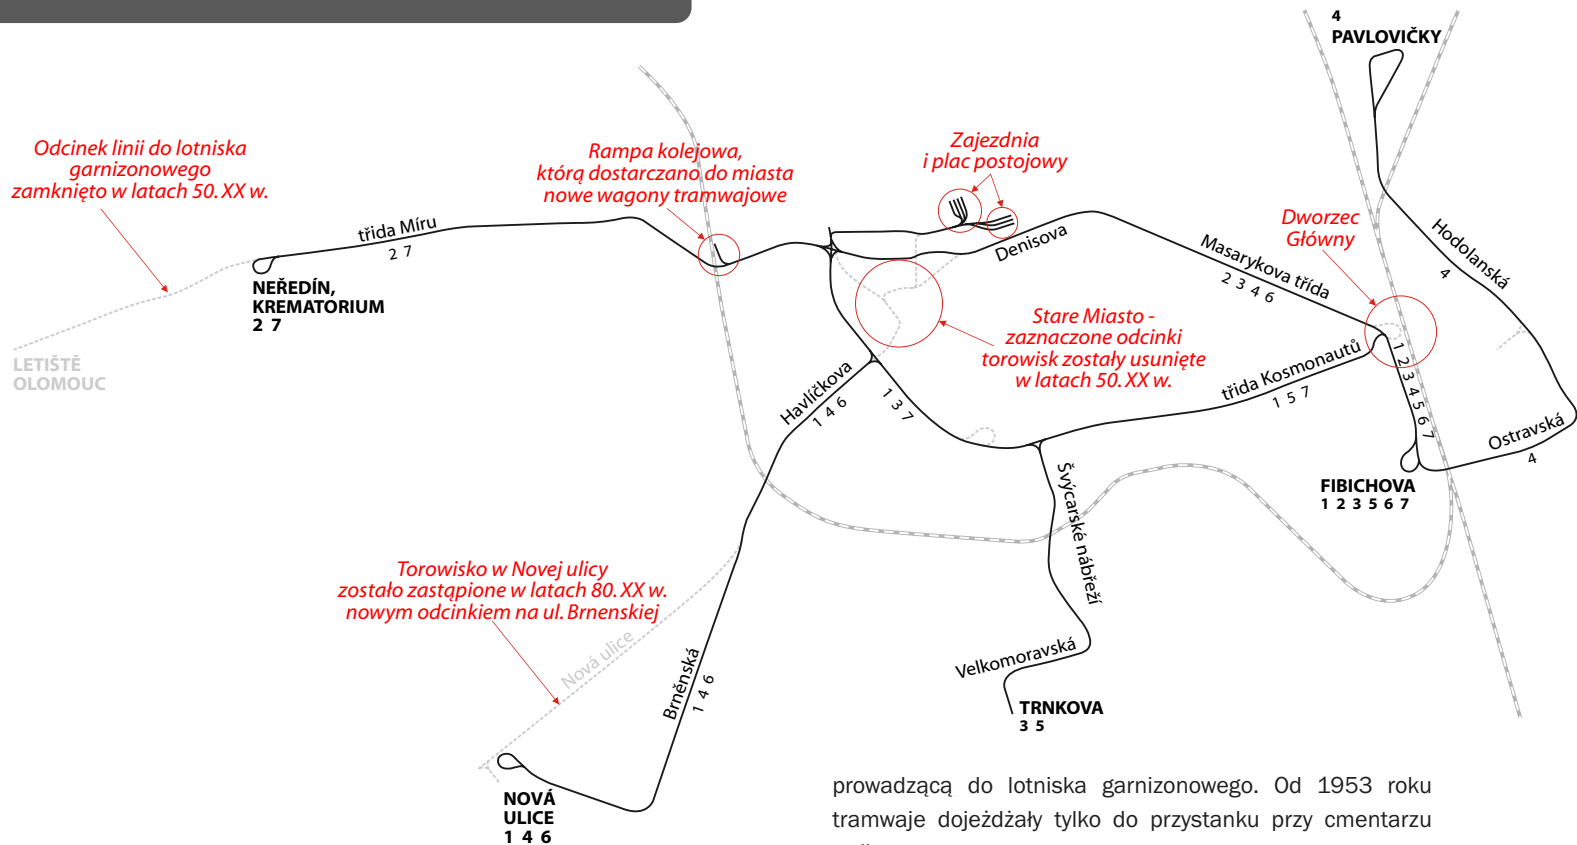 4
PAVLOVIČKY
Odcinek linii do lotniska
garnizonowego
zamknięto w latach 50. XX w.
Rampa kolejowa,
którą dostarczano do miasta
nowe wagony tramwajowe
Zajezdnia
i plac postojowy
Dworzec
Główny
Hodolanská
4
třída Míru
2 7
Denisova
Masarykova třída
2 3 4 6
NEŘEDÍN,
KREMATORIUM
2 7
LETIŠTĚ
OLOMOUC
Stare Miasto -
zaznaczone odcinki
torowisk zostały usunięte
w latach 50. XX w.
Havlíčkova
1 4 6
1 3 7
třída Kosmonautů
1 5 7
1 2 3 4 5 6 7
Ostravská
4
FIBICHOVA
1 2 3 5 6 7
Švýcarské nábřeží
Torowisko w Novej ulicy
zostało zastąpione w latach 80. XX w.
nowym odcinkiem na ul. Brnenskiej
Nová ulice
Brněnská
1 4 6
Velkomoravská
TRNKOVA
3 5
NOVÁ
ULICE
1 4 6
prowadzącą do lotniska garnizonowego. Od 1953 roku
tramwaje dojeżdżały tylko do przystanku przy cmentarzu